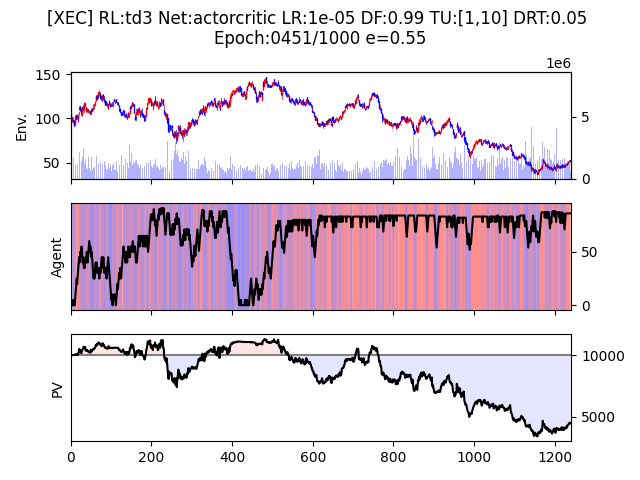 [XEC] RL:td3 Net:actorcritic LR:1e-05 DF:0.99 TU:[1,10] DRT:0.05
Epoch:0451/1000 e=0.55
1e6
150
100
50
Env.
5
0
Agent
50
0
PV
10000
5000
0
200
400
600
800
1000
1200